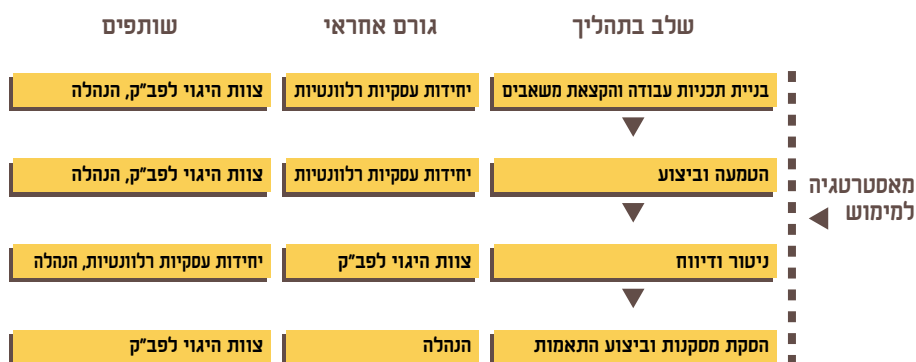 שלב בתהליך
גורם אחראי
שותפים
מאסטרטגיה
למימוש
בניית תכניות עבודה והקצאת משאבים
יחידות עסקיות רלוונטיות
צוות היגוי לפב"ק, הנהלה
הטמעה וביצוע
יחידות עסקיות רלוונטיות
צוות היגוי לפב"ק, הנהלה
ניטור ודיווח
צוות היגוי לפב"ק
יחידות עסקיות רלוונטיות, הנהלה
הסקת מסקנות וביצוע התאמות
הנהלה
צוות היגוי לפב"ק